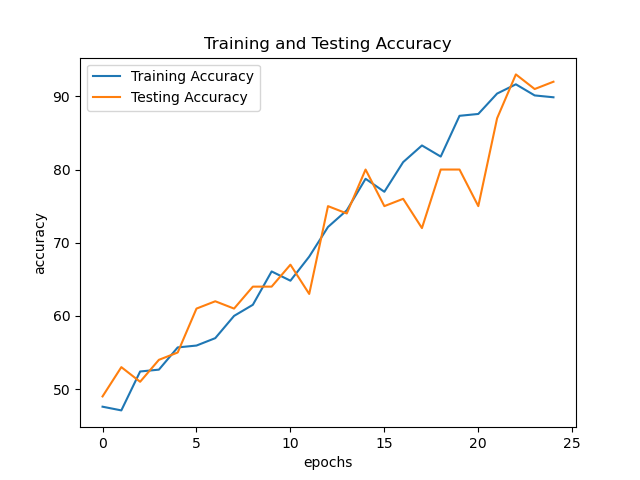 Training and Testing Accuracy
Training Accuracy
Testing Accuracy
90
80
70
60
50
accuracy
0 5 10 15 20 25
epochs